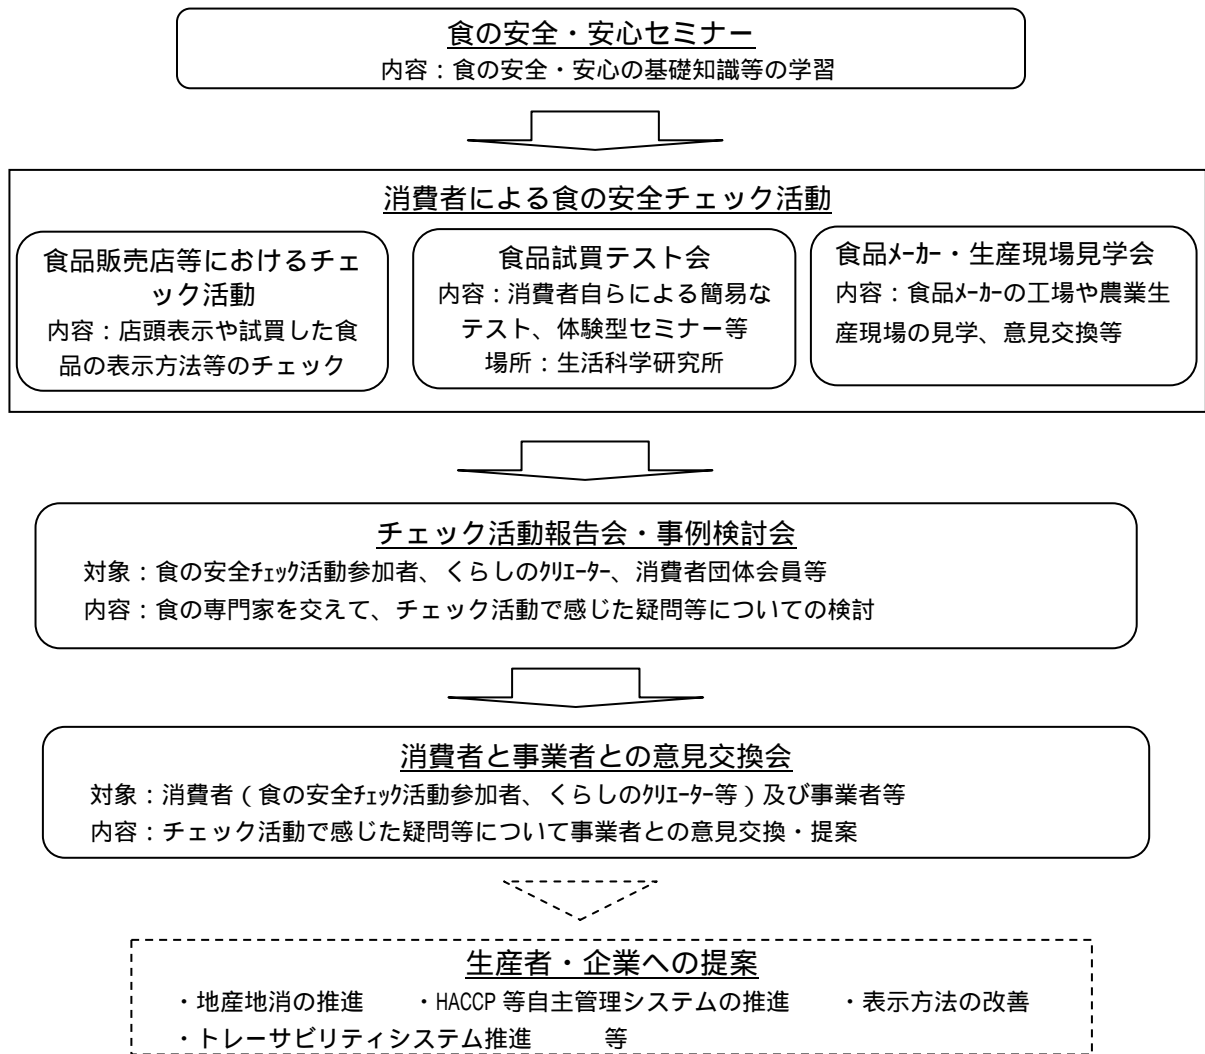 食の安全・安心セミナー
内容：食の安全・安心の基礎知識等の学習
消費者による食の安全チェック活動
食品販売店等におけるチェ
ック活動
内容：店頭表示や試買した食
品の表示方法等のチェック
食品試買テスト会
内容：消費者自らによる簡易な
テスト、体験型セミナー等
場所：生活科学研究所
食品ﾒｰｶｰ・生産現場見学会
内容：食品ﾒｰｶｰの工場や農業生
産現場の見学、意見交換等
チェック活動報告会・事例検討会
対象：食の安全ﾁｪｯｸ活動参加者、くらしのｸﾘｴｰﾀｰ、消費者団体会員等
内容：食の専門家を交えて、チェック活動で感じた疑問等についての検討
消費者と事業者との意見交換会
対象：消費者（食の安全ﾁｪｯｸ活動参加者、くらしのｸﾘｴｰﾀｰ等）及び事業者等
内容：チェック活動で感じた疑問等について事業者との意見交換・提案
生産者・企業への提案
・地産地消の推進　・HACCP 等自主管理システムの推進　・表示方法の改善
・トレーサビリティシステム推進　等